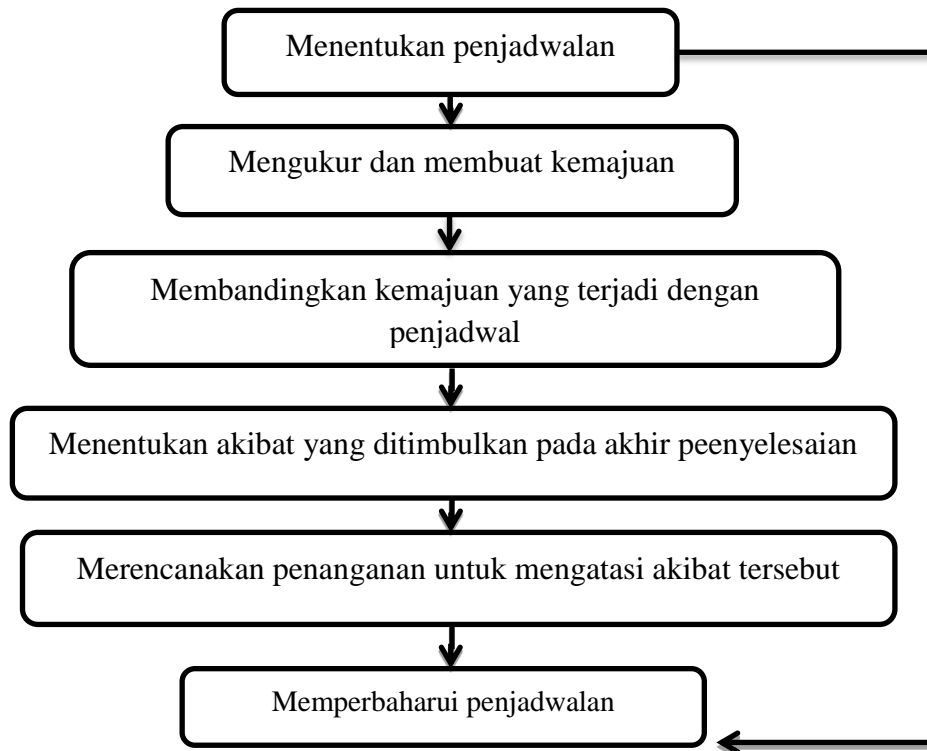 Menentukan penjadwalan
Mengukur dan membuat kemajuan
Membandingkan kemajuan yang terjadi dengan
penjadwal
Menentukan akibat yang ditimbulkan pada akhir peenyelesaian
Merencanakan penanganan untuk mengatasi akibat tersebut
Memperbaharui penjadwalan